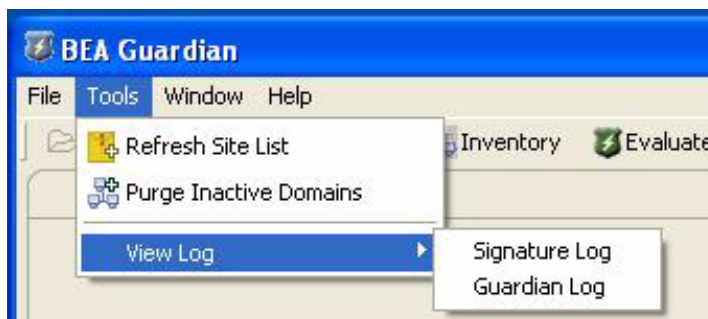 BEA Guardian
File Tools Window Help
Inventory Evaluate
Refresh Site List
Purge Inactive Domains
View Log
Signature Log
Guardian Log